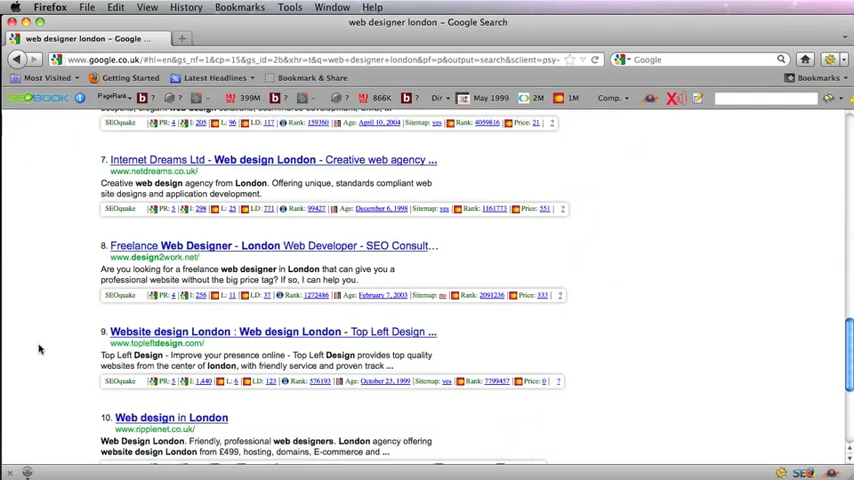 Firefox File Edit View History Bookmarks Tools Window Help
web designer london - Google Search
web designer london - Google ...
www.google.co.uk/#hl=en&gs_nf=1&cp=15&gs_id=2b&xhr=t&q=web+designer+london&pf=p&output=search&sclient=psy- Google
Most Visited Getting Started Latest Headlines Bookmark & Share Bookmarks
SEOBOOK PageRank ? ? - 399M ? 866K ? Dir May 1999 2M 1M Comp.
SEOquake PR: 4 I: 205 L: 96 LD: 117 Rank: 159360 Age: April 10, 2004 Sitemap: yes Rank: 4059816 Price: 21 ?
7. Internet Dreams Ltd - Web design London - Creative web agency ...
www.netdreams.co.uk/
Creative web design agency from London. Offering unique, standards compliant web
site designs and application development.
SEOquake PR: 5 I: 298 L: 25 LD: 771 Rank: 99427 Age: December 6, 1998 Sitemap: yes Rank: 1161773 Price: 551 ?
8. Freelance Web Designer - London Web Developer - SEO Consult...
www.design2work.net/
Are you looking for a freelance web designer in London that can give you a
professional website without the big price tag? If so, I can help you.
SEOquake PR: 4 I: 256 L: 11 LD: 37 Rank: 1272486 Age: February 7, 2003 Sitemap: no Rank: 2091236 Price: 333 ?
9. Website design London : Web design London - Top Left Design ...
www.topleftdesign.com/
Top Left Design - Improve your presence online - Top Left Design provides top quality
websites from the center of london, with friendly service and proven track ...
SEOquake PR: 5 I: 1,440 L: 6 LD: 123 Rank: 576193 Age: October 23, 1999 Sitemap: yes Rank: 7799457 Price: 0 ?
10. Web design in London
www.ripplenet.co.uk/
Web Design London. Friendly, professional web designers. London agency offering
website design London from £499, hosting, domains, E-commerce and ...